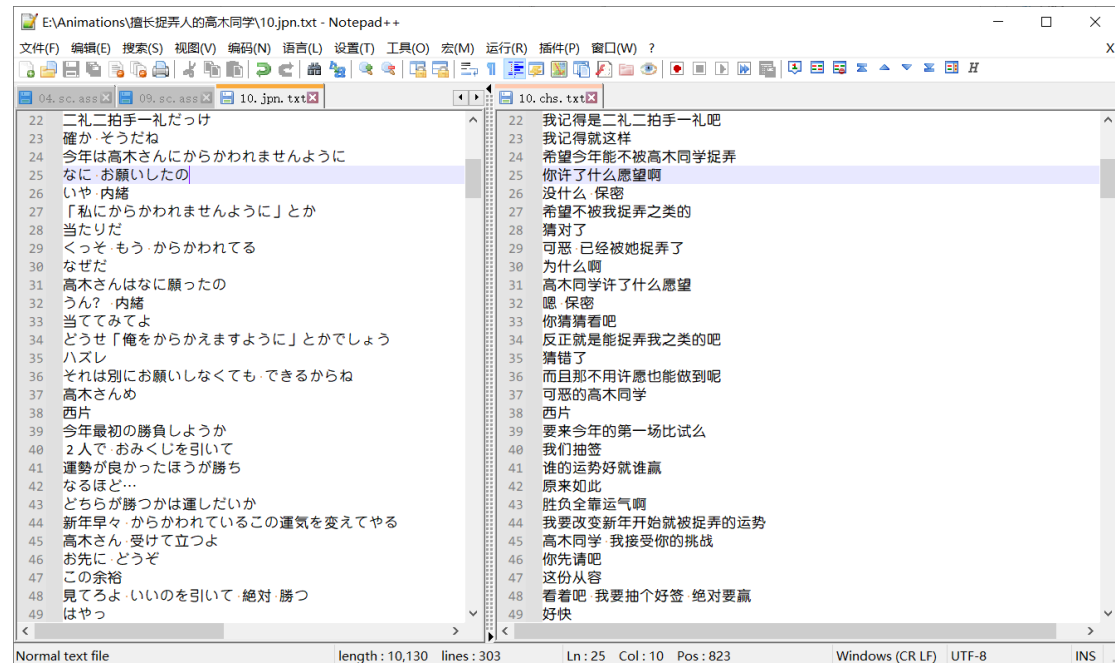 E:\Animations\擅长捉弄人的高木同学\10.jpn.txt - Notepad++
文件(F) 编辑(E) 搜索(S) 视图(V) 编码(N) 语言(L) 设置(T) 工具(O) 宏(M) 运行(R) 插件(P) 窗口(W) ? X
04.sc.ass 09.sc.ass 10.jpn.txt
22 二礼二拍手一礼だっけ
23 確か そうだね
24 今年は高木さんにからかわれませんように
25 なに お願いしたの
26 いや 内緒
27 「私にからかわれませんように」とか
28 当たりだ
29 くっそ もう からかわれてる
30 なぜだ
31 高木さんはなに願ったの
32 うん? 内緒
33 当ててみてよ
34 どうせ「俺をからかえますように」とかでしょう
35 ハズレ
36 それは別にお願いしなくても できるからね
37 高木さんめ
38 西片
39 今年最初の勝負しようか
40 2人で おみくじを引いて
41 運勢が良かったほうが勝ち
42 なるほど…
43 どちらが勝つかは運しだいか
44 新年早々 からかわれているこの運気を変えてやる
45 高木さん 受けて立つよ
46 お先に どうぞ
47 この余裕
48 見てろよ いいのを引いて 絶対 勝つ
49 はやっ
10.chs.txt
22 我记得是二礼二拍手一礼吧
23 我记得就这样
24 希望今年能不被高木同学捉弄
25 你许了什么愿望啊
26 没什么 保密
27 希望不被我捉弄之类的
28 猜对了
29 可恶 已经被她捉弄了
30 为什么啊
31 高木同学许了什么愿望
32 嗯 保密
33 你猜猜看吧
34 反正就是能捉弄我之类的吧
35 猜错了
36 而且那不用许愿也能做到呢
37 可恶的高木同学
38 西片
39 要来今年的第一场比试么
40 我们抽签
41 谁的运势好就谁赢
42 原来如此
43 胜负全靠运气啊
44 我要改变新年开始就被捉弄的运势
45 高木同学 我接受你的挑战
46 你先请吧
47 这份从容
48 看着吧 我要抽个好签 绝对要赢
49 好快
Normal text file length : 10,130 lines : 303 Ln : 25 Col : 10 Pos : 823 Windows (CR LF) UTF-8 INS